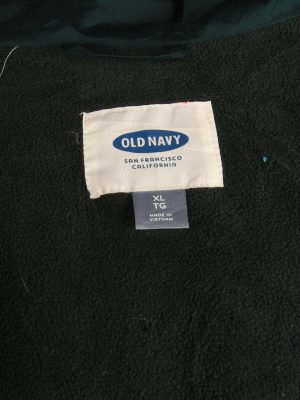 OLD NAVY
SAN FRANCISCO
CALIFORNIA
XL
TG
MADE IN
VIETNAM